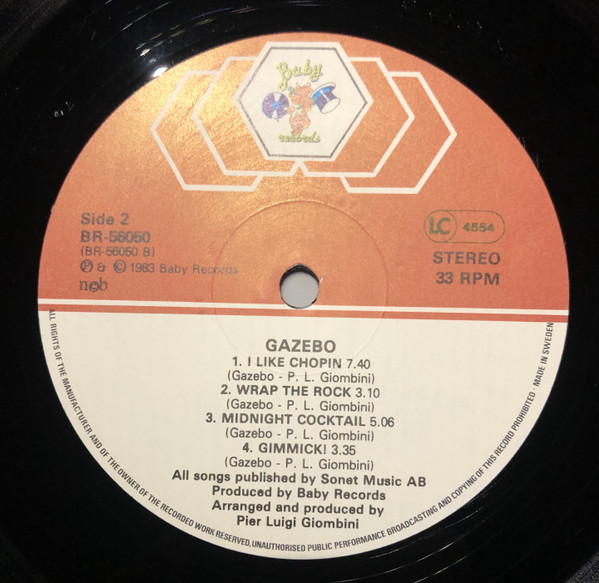 Baby
records
Side 2
BR-56050
(BR-56050 B)
℗ & © 1983 Baby Records
ncb
LC 4554
STEREO
33 RPM
GAZEBO
1. I LIKE CHOPIN 7.40
(Gazebo - P. L. Giombini)
2. WRAP THE ROCK 3.10
(Gazebo - P. L. Giombini)
3. MIDNIGHT COCKTAIL 5.06
(Gazebo - P. L. Giombini)
4. GIMMICK! 3.35
(Gazebo - P. L. Giombini)
All songs published by Sonet Music AB
Produced by Baby Records
Arranged and produced by
Pier Luigi Giombini
ALL RIGHTS OF THE MANUFACTURER AND OF THE OWNER OF THE RECORDED WORK RESERVED, UNAUTHORISED PUBLIC PERFORMANCE BROADCASTING AND COPYING OF THIS RECORD PROHIBITED · MADE IN SWEDEN